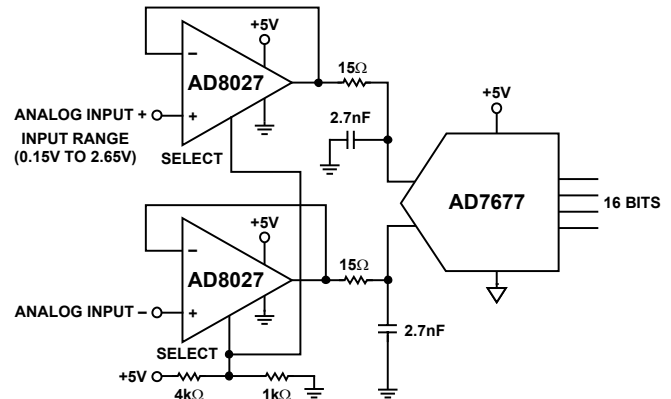 +5V
AD8027
15Ω
ANALOG INPUT +
INPUT RANGE
(0.15V TO 2.65V)
SELECT
2.7nF
+5V
AD7677
16 BITS
+5V
AD8027
15Ω
ANALOG INPUT –
2.7nF
SELECT
+5V
4kΩ
1kΩ